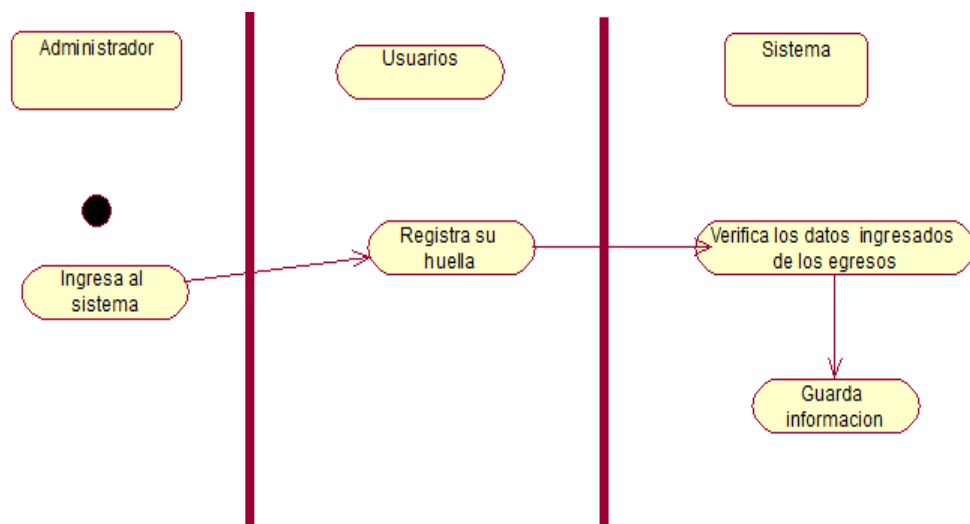 Administrador
Usuarios
Sistema
Ingresa al
sistema
Registra su
huella
Verifica los datos ingresados
de los egresos
Guarda
informacion